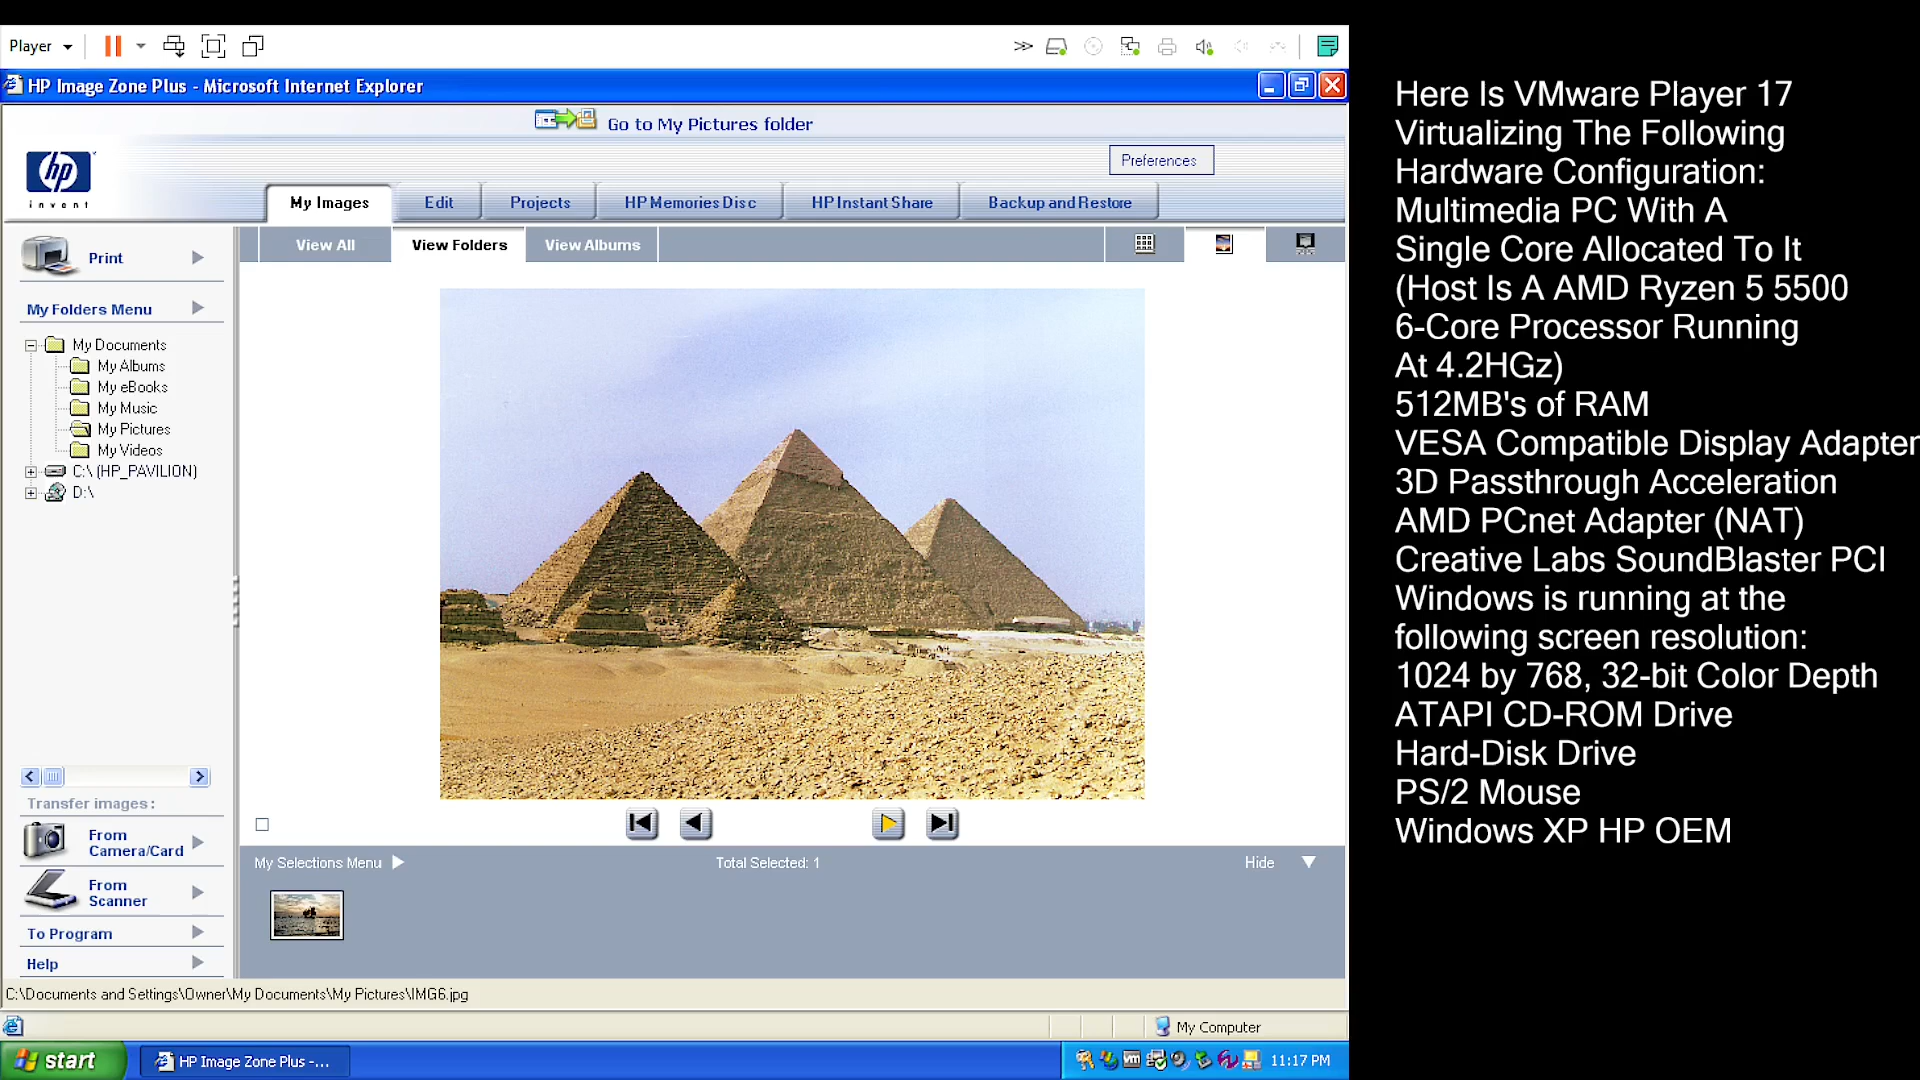 Player
HP Image Zone Plus - Microsoft Internet Explorer
Go to My Pictures folder
hp
invent
Preferences
My Images
Edit
Projects
HP Memories Disc
HP Instant Share
Backup and Restore
View All
View Folders
View Albums
Print
My Folders Menu
My Documents
My Albums
My eBooks
My Music
My Pictures
My Videos
C:\ (HP_PAVILION)
D:\
Transfer images:
From
Camera/Card
From
Scanner
To Program
Help
My Selections Menu
Total Selected: 1
Hide
C:\Documents and Settings\Owner\My Documents\My Pictures\IMG6.jpg
My Computer
start
HP Image Zone Plus -...
11:17 PM
Here Is VMware Player 17
Virtualizing The Following
Hardware Configuration:
Multimedia PC With A
Single Core Allocated To It
(Host Is A AMD Ryzen 5 5500
6-Core Processor Running
At 4.2HGz)
512MB's of RAM
VESA Compatible Display Adapter
3D Passthrough Acceleration
AMD PCnet Adapter (NAT)
Creative Labs SoundBlaster PCI
Windows is running at the
following screen resolution:
1024 by 768, 32-bit Color Depth
ATAPI CD-ROM Drive
Hard-Disk Drive
PS/2 Mouse
Windows XP HP OEM